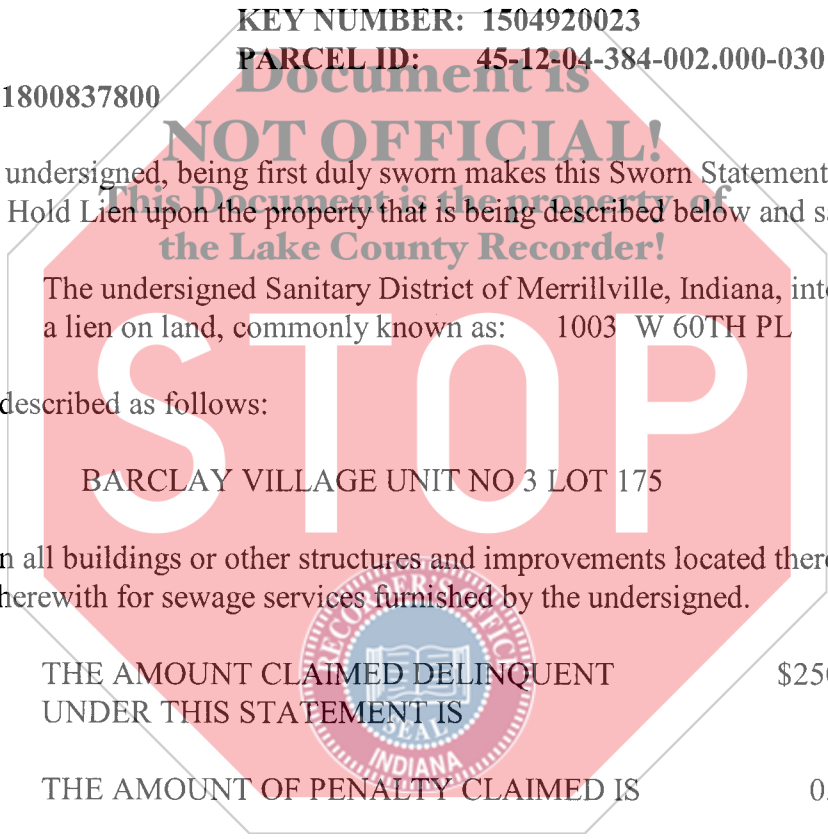 KEY NUMBER: 1504920023
PARCEL ID: 45-12-04-384-002.000-030
1800837800
Document is
NOT OFFICIAL!
undersigned, being first duly sworn makes this Sworn Statement
This Document is the property of
Hold Lien upon the property that is being described below and
the Lake County Recorder!
The undersigned Sanitary District of Merrillville, Indiana,
a lien on land, commonly known as: 1003 W 60TH PL
STOP
described as follows:
BARCLAY VILLAGE UNIT NO 3 LOT 175
all buildings or other structures and improvements located
herewith for sewage services furnished by the undersigned.
RECORDER'S OFFICE
THE AMOUNT CLAIMED DELINQUENT
UNDER THIS STATEMENT IS
SEAL
INDIANA
THE AMOUNT OF PENALTY CLAIMED IS